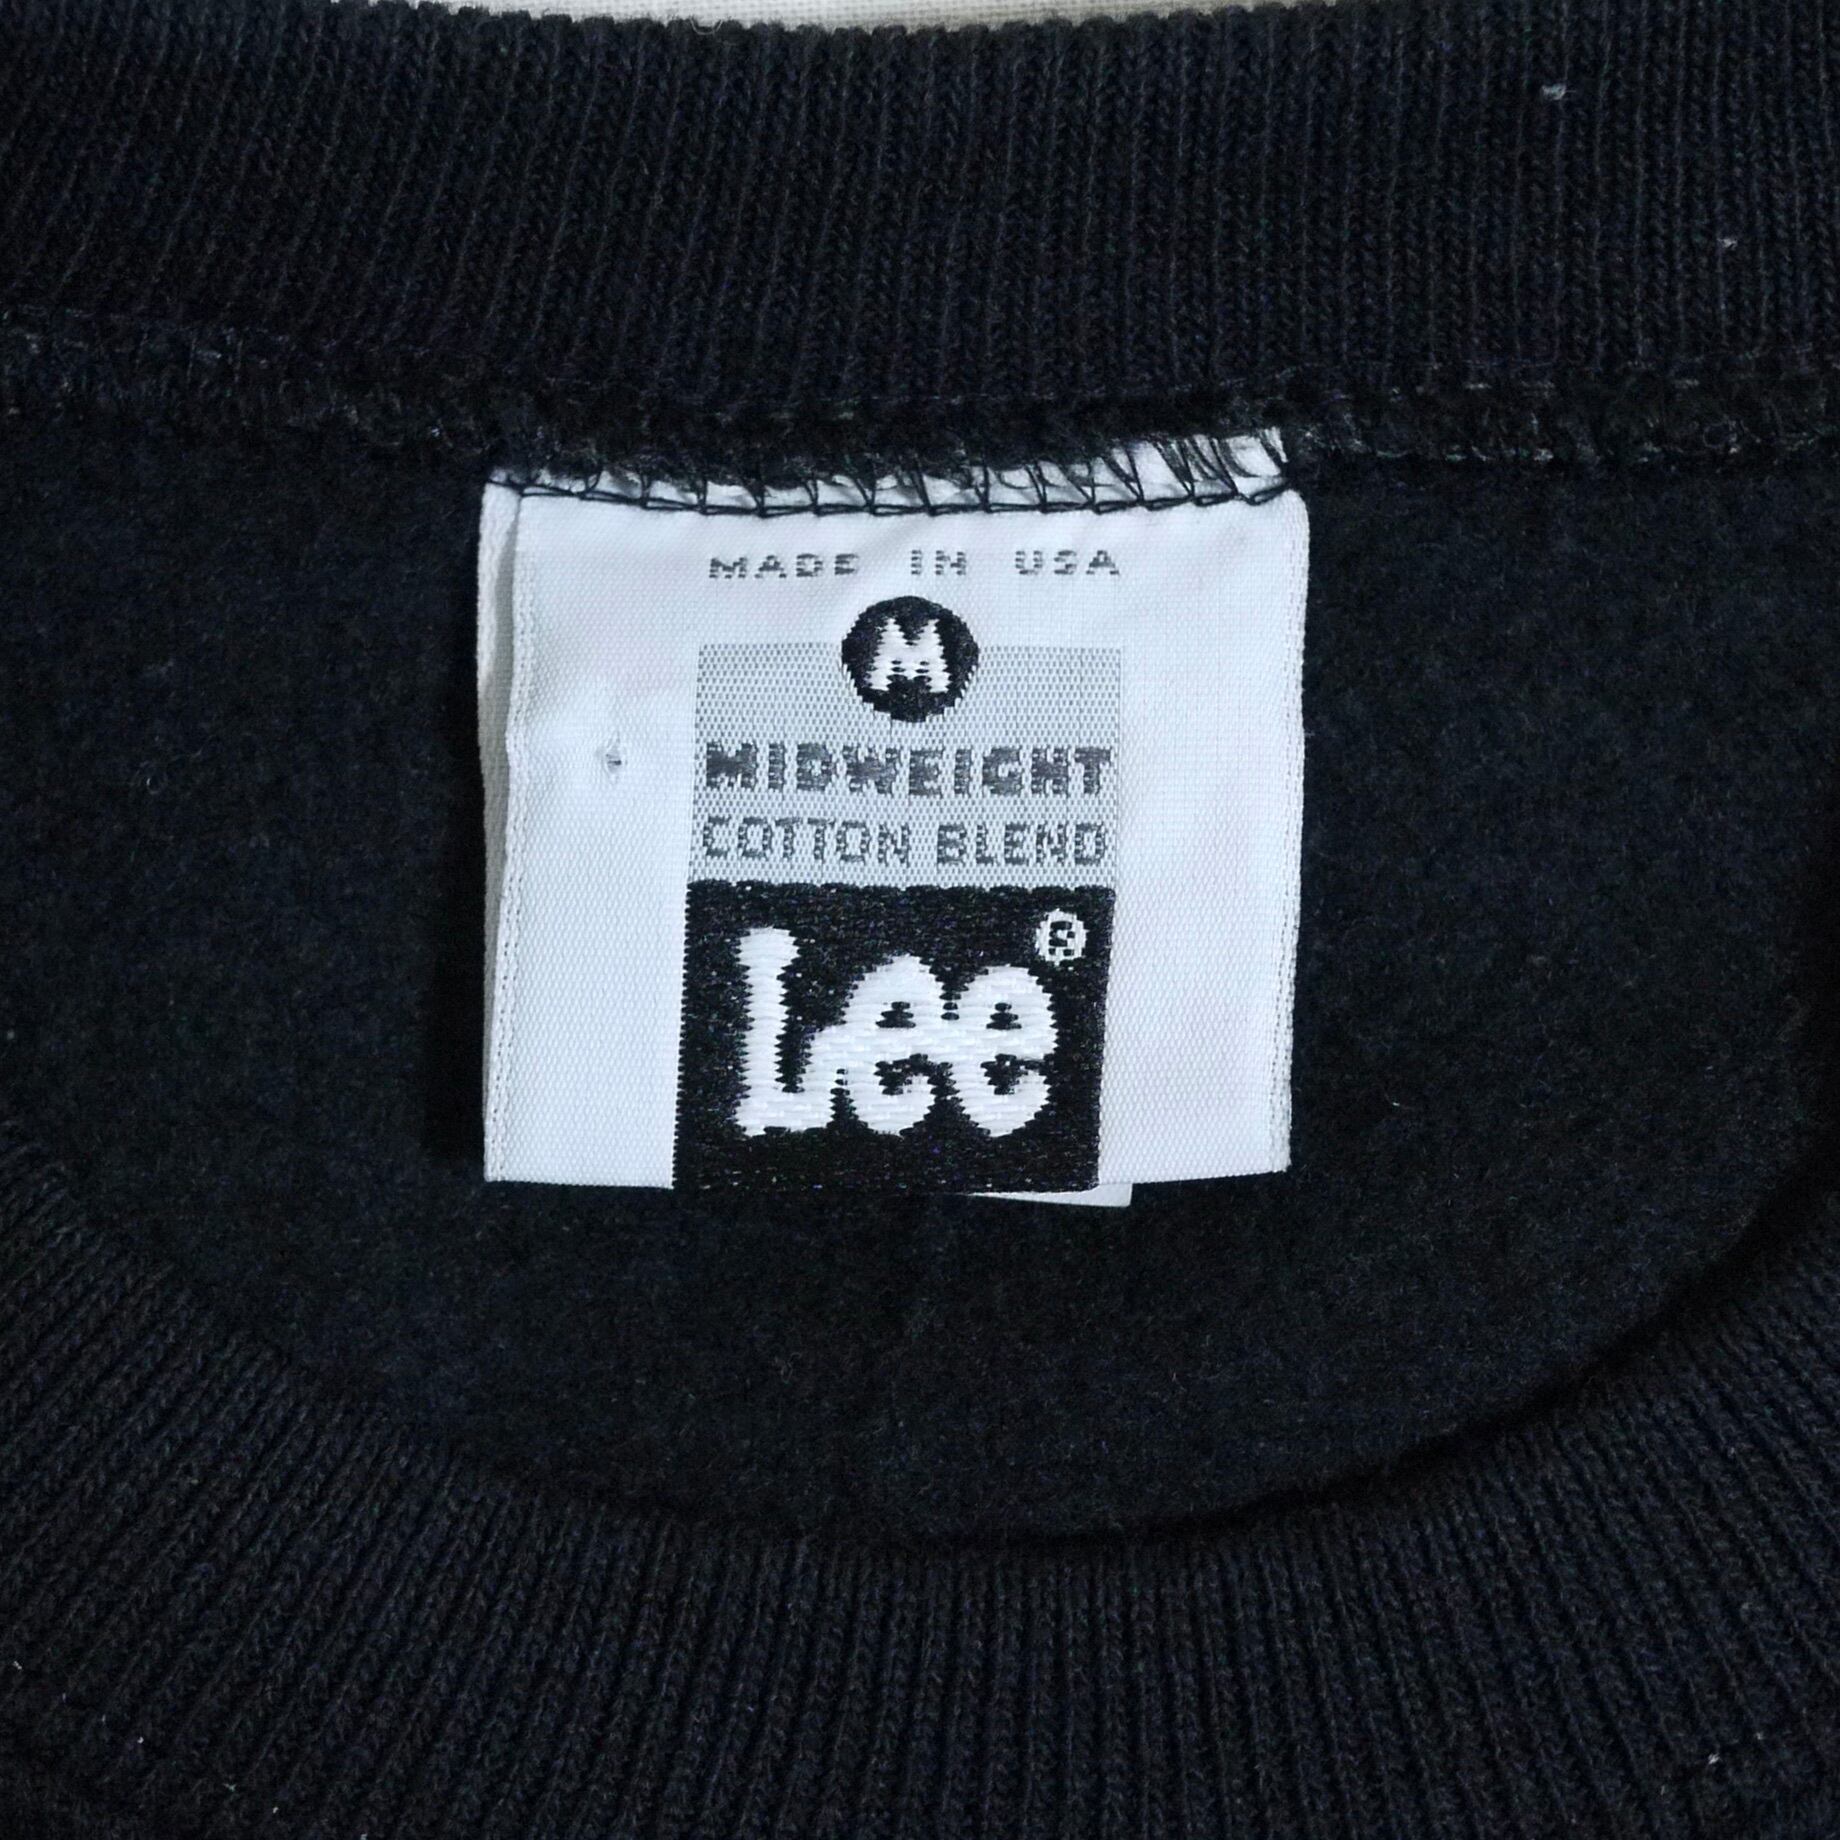 MADE IN USA
M
MIDWEIGHT
COTTON BLEND
Lee®